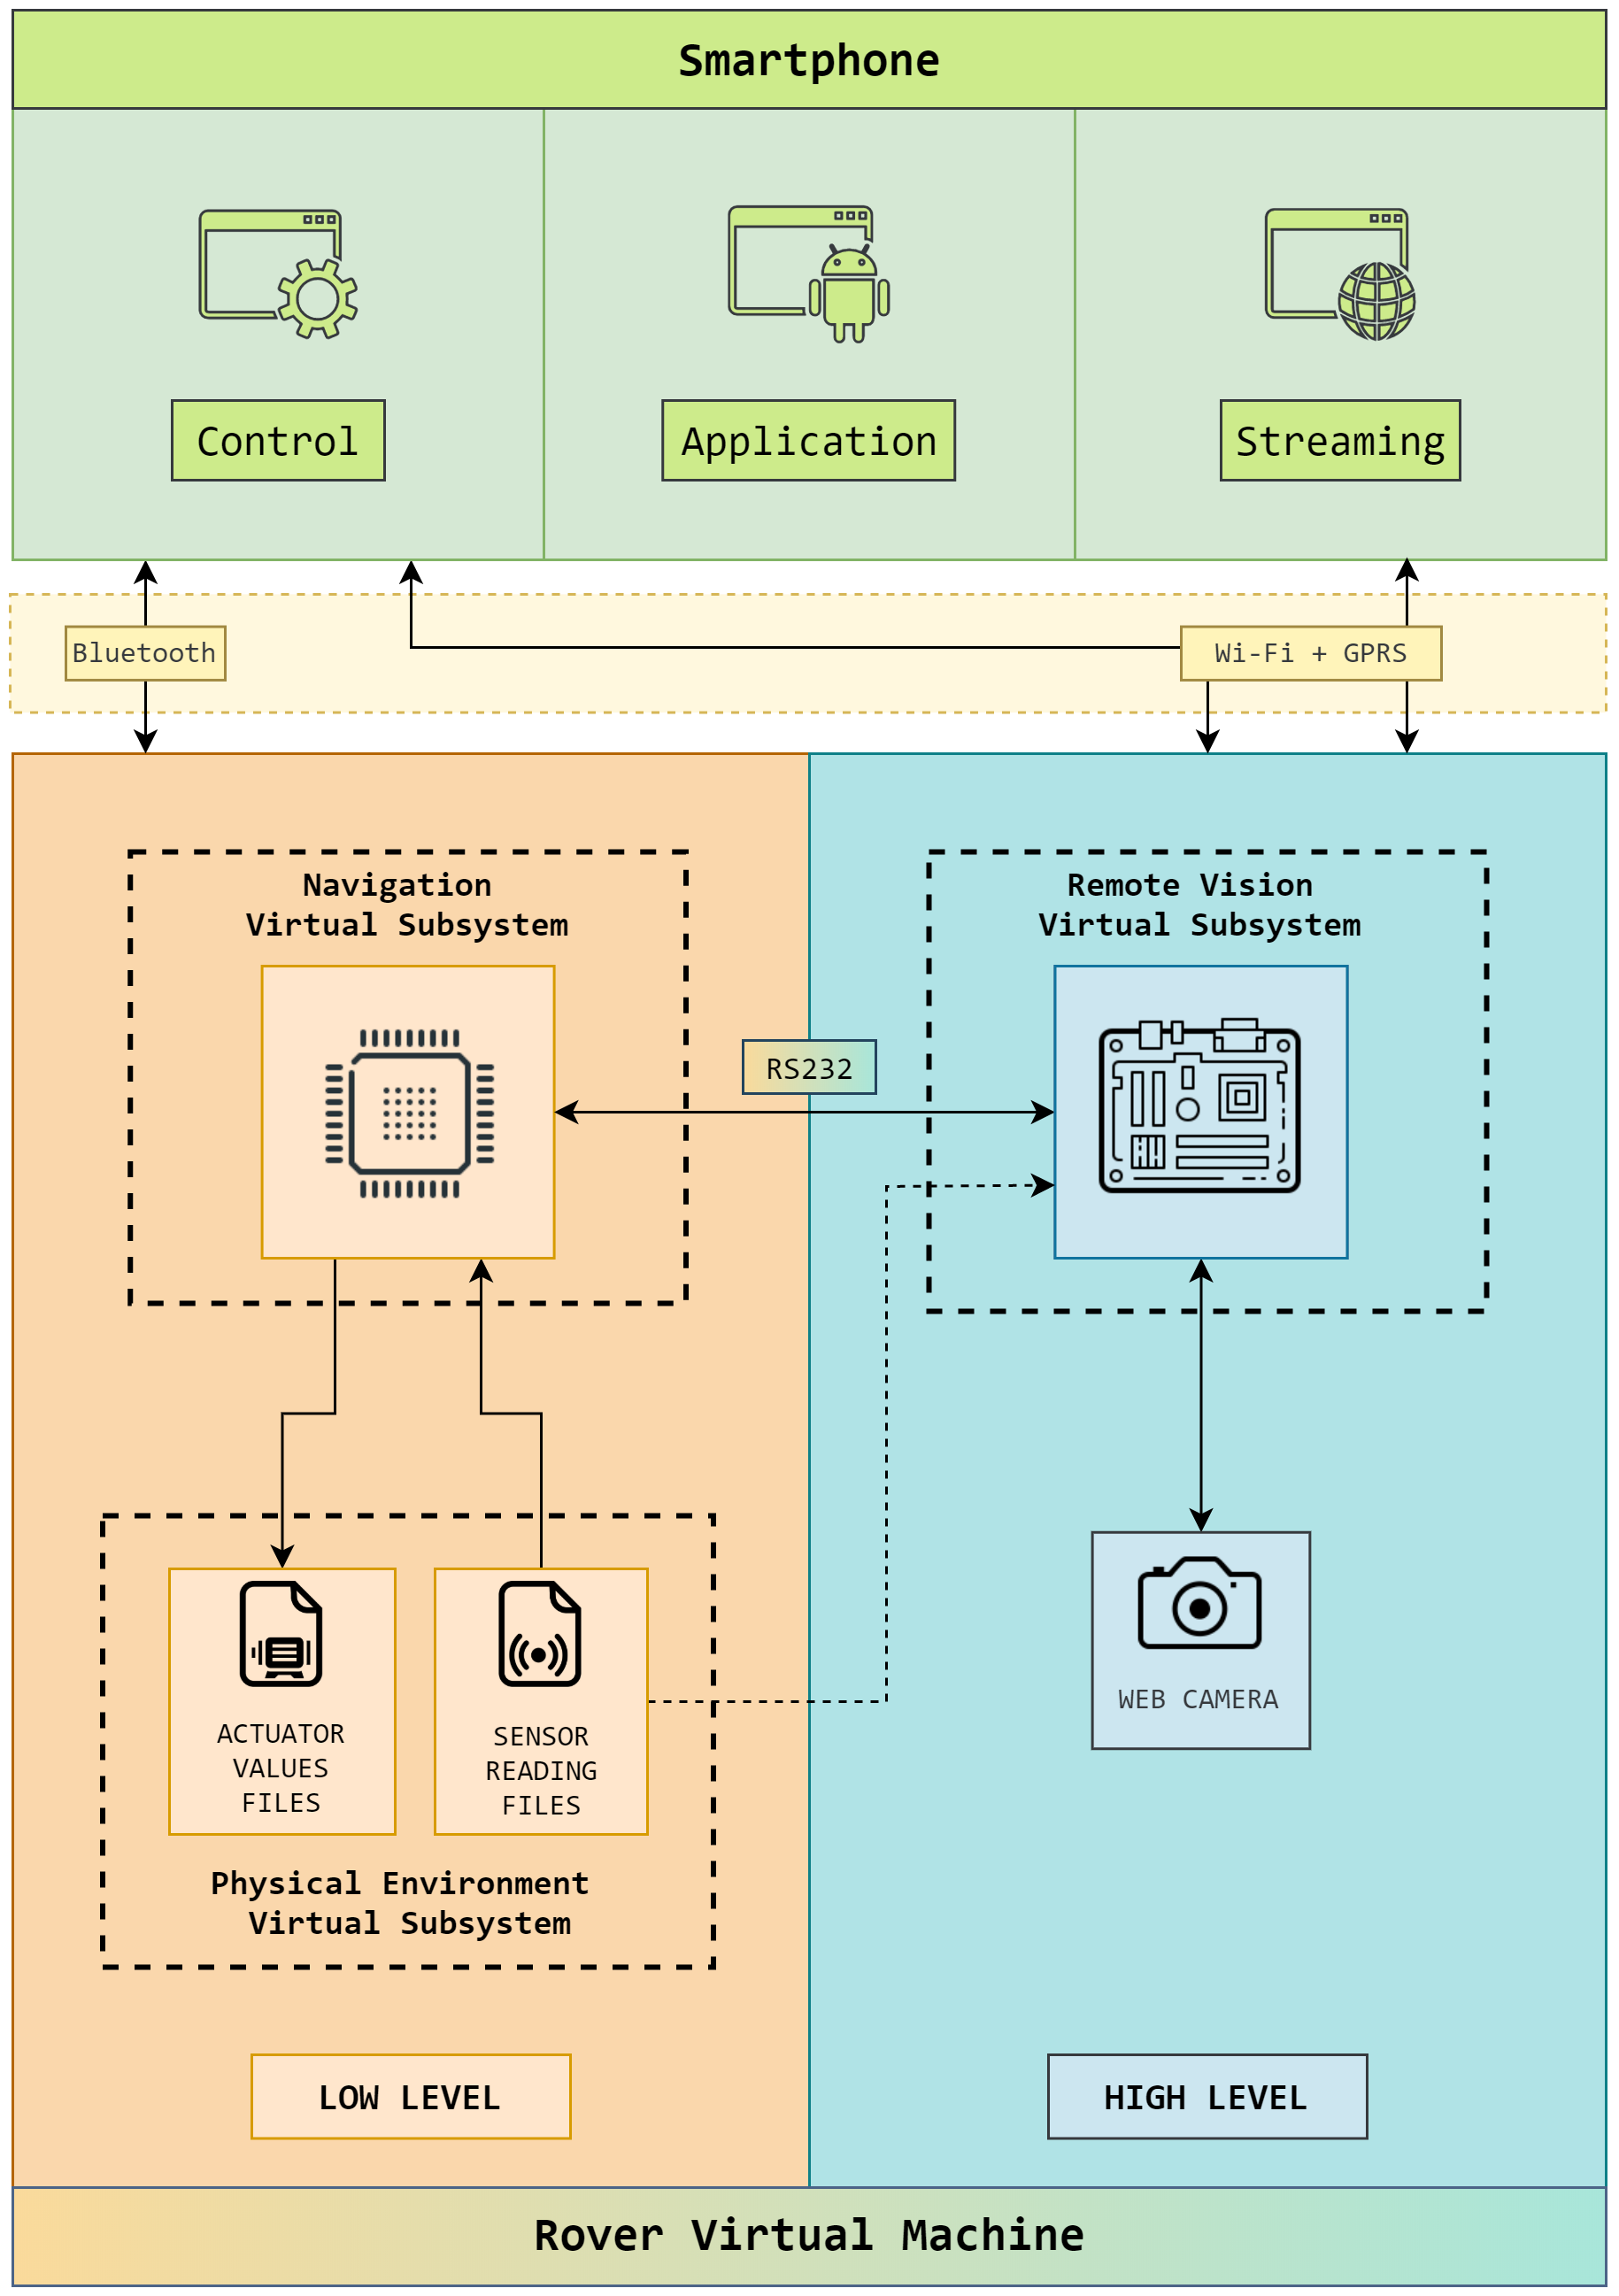 Smartphone
Control
Application
Streaming
Bluetooth
Wi-Fi + GPRS
Navigation
Virtual Subsystem
Remote Vision
Virtual Subsystem
RS232
ACTUATOR
VALUES
FILES
SENSOR
READING
FILES
WEB CAMERA
Physical Environment
Virtual Subsystem
LOW LEVEL
HIGH LEVEL
Rover Virtual Machine